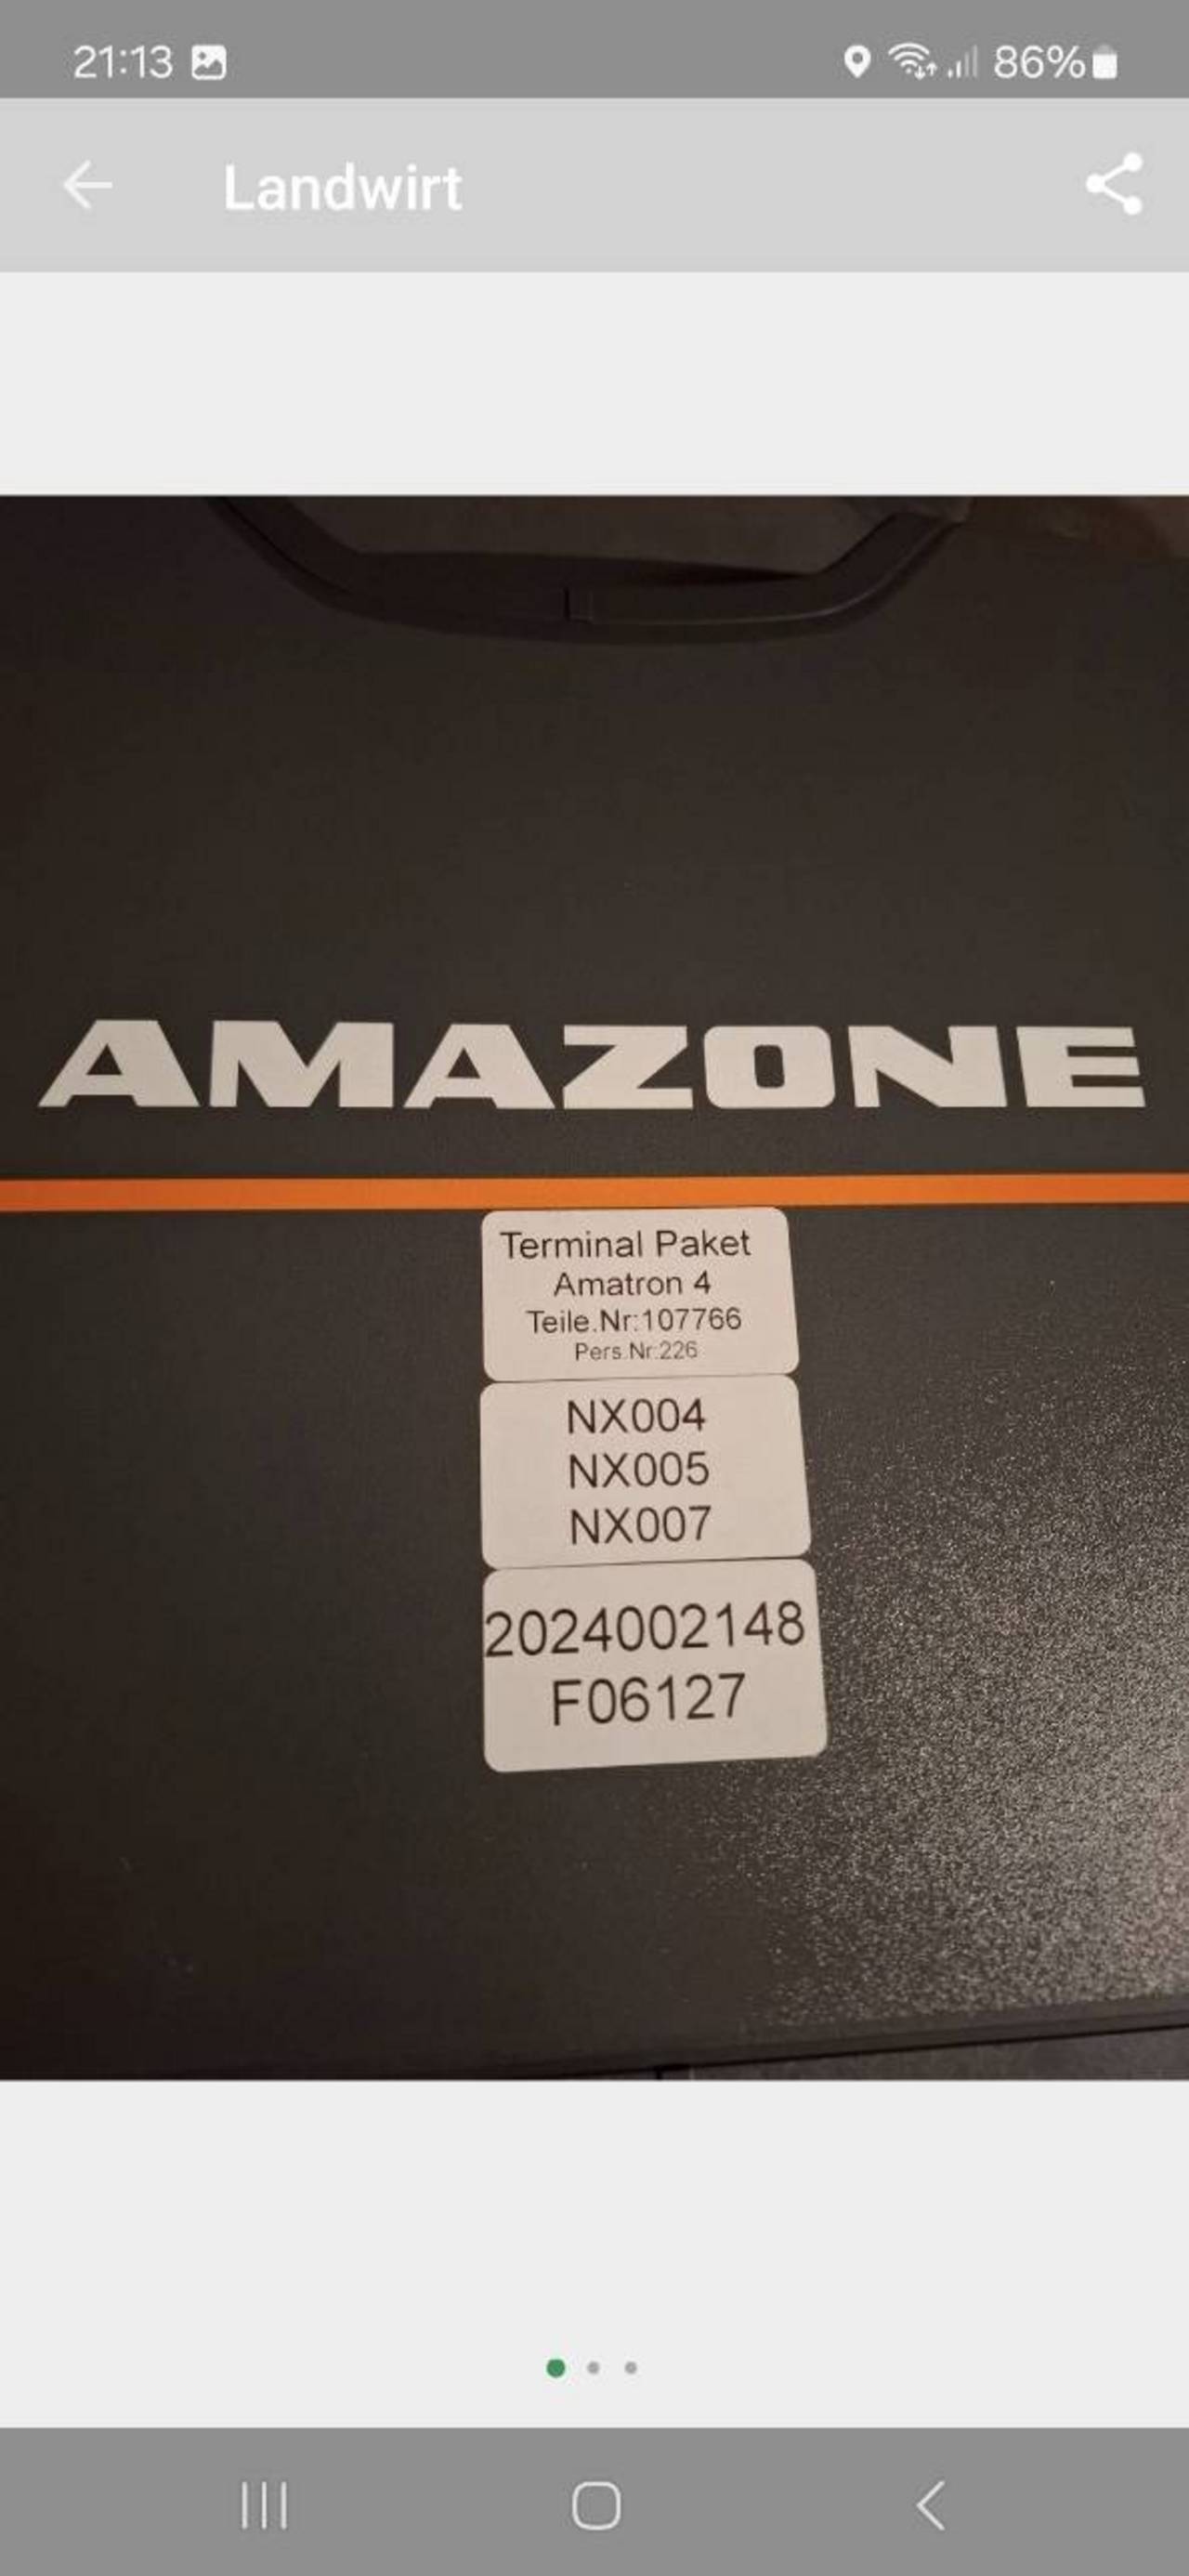 21:13
86%
Landwirt
AMAZONE
Terminal Paket
Amatron 4
Teile.Nr:107766
Pers.Nr:226
NX004
NX005
NX007
2024002148
F06127